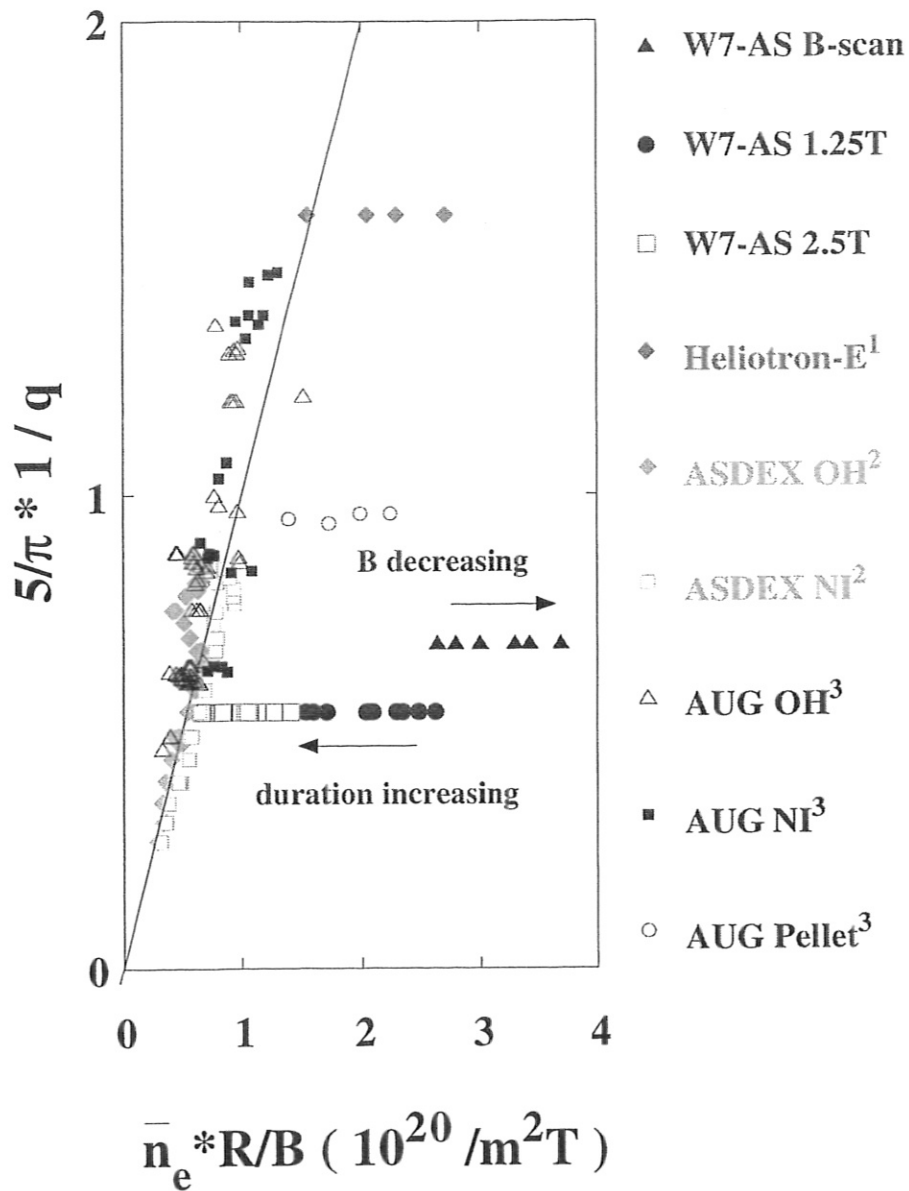 2
1
0
5/π * 1 / q
0 1 2 3 4
n̅e*R/B ( 10²⁰ /m²T )
B decreasing
duration increasing
W7-AS B-scan
W7-AS 1.25T
W7-AS 2.5T
Heliotron-E¹
ASDEX OH²
ASDEX NI²
AUG OH³
AUG NI³
AUG Pellet³